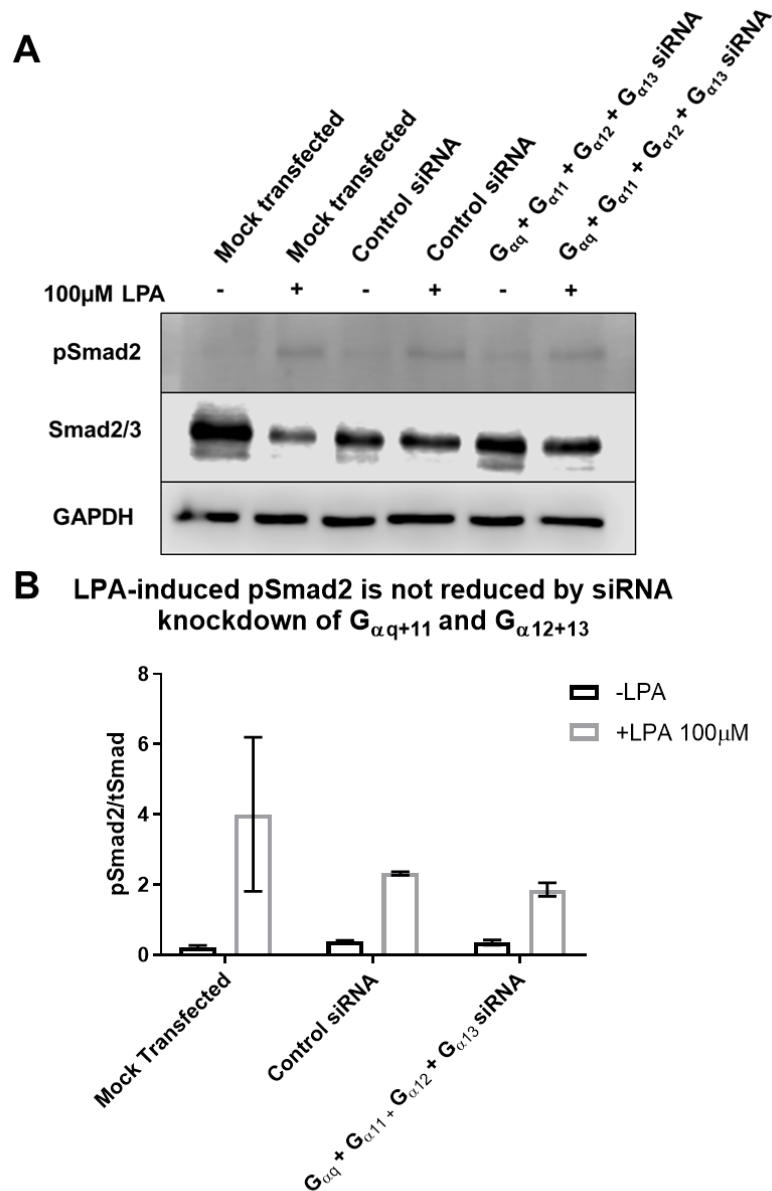 A
Mock transfected
Mock transfected
Control siRNA
Control siRNA
Gαq + Gα11 + Gα12 + Gα13 siRNA
Gαq + Gα11 + Gα12 + Gα13 siRNA
100µM LPA - + - + - +
pSmad2
Smad2/3
GAPDH
B
LPA-induced pSmad2 is not reduced by siRNA
knockdown of Gαq+11 and Gα12+13
8
6
4
2
0
pSmad2/tSmad
-LPA
+LPA 100µM
Mock Transfected
Control siRNA
Gαq + Gα11 + Gα12 + Gα13 siRNA